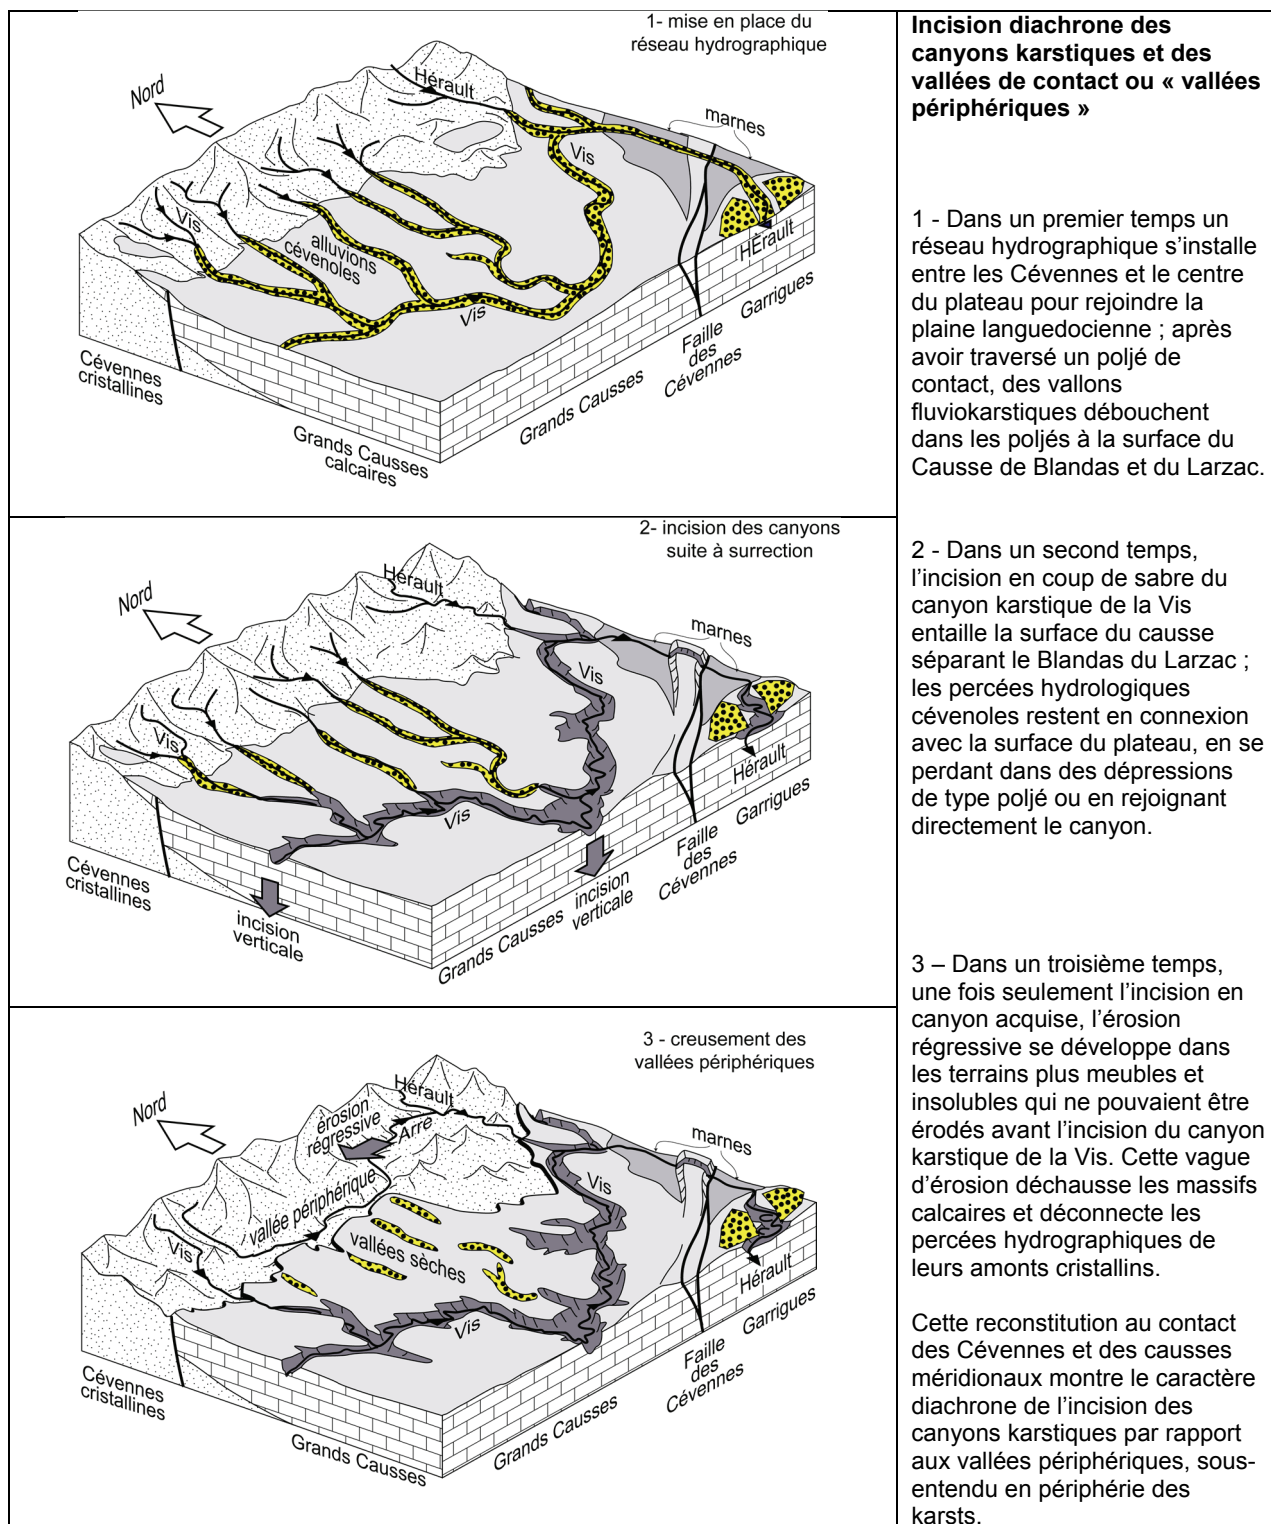 1- mise en place du
réseau hydrographique
Nord
Hérault
marnes
Vis
Vis
alluvions
cévenoles
HÈrault
Vis
Cévennes
cristallines
Grands Causses
calcaires
Grands Causses
Faille
des
Cévennes
Garrigues
2- incision des canyons
suite à surrection
Nord
Hérault
marnes
Vis
Vis
Vis
Hérault
Cévennes
cristallines
incision
verticale
Grands Causses
incision
verticale
Faille
des
Cévennes
Garrigues
3 - creusement des
vallées périphériques
Nord
Hérault
érosion
régressive
Arre
marnes
Vis
vallée périphérique
Vis
vallées sèches
Vis
Hérault
Cévennes
cristallines
Grands Causses
Grands Causses
Faille
des
Cévennes
Garrigues
Incision diachrone des
canyons karstiques et des
vallées de contact ou « vallées
périphériques »
1 - Dans un premier temps un
réseau hydrographique s’installe
entre les Cévennes et le centre
du plateau pour rejoindre la
plaine languedocienne ; après
avoir traversé un poljé de
contact, des vallons
fluviokarstiques débouchent
dans les poljés à la surface du
Causse de Blandas et du Larzac.
2 - Dans un second temps,
l’incision en coup de sabre du
canyon karstique de la Vis
entaille la surface du causse
séparant le Blandas du Larzac ;
les percées hydrologiques
cévenoles restent en connexion
avec la surface du plateau, en se
perdant dans des dépressions
de type poljé ou en rejoignant
directement le canyon.
3 – Dans un troisième temps,
une fois seulement l’incision en
canyon acquise, l’érosion
régressive se développe dans
les terrains plus meubles et
insolubles qui ne pouvaient être
érodés avant l’incision du canyon
karstique de la Vis. Cette vague
d’érosion déchausse les massifs
calcaires et déconnecte les
percées hydrographiques de
leurs amonts cristallins.
Cette reconstitution au contact
des Cévennes et des causses
méridionaux montre le caractère
diachrone de l’incision des
canyons karstiques par rapport
aux vallées périphériques, sous-
entendu en périphérie des
karsts.